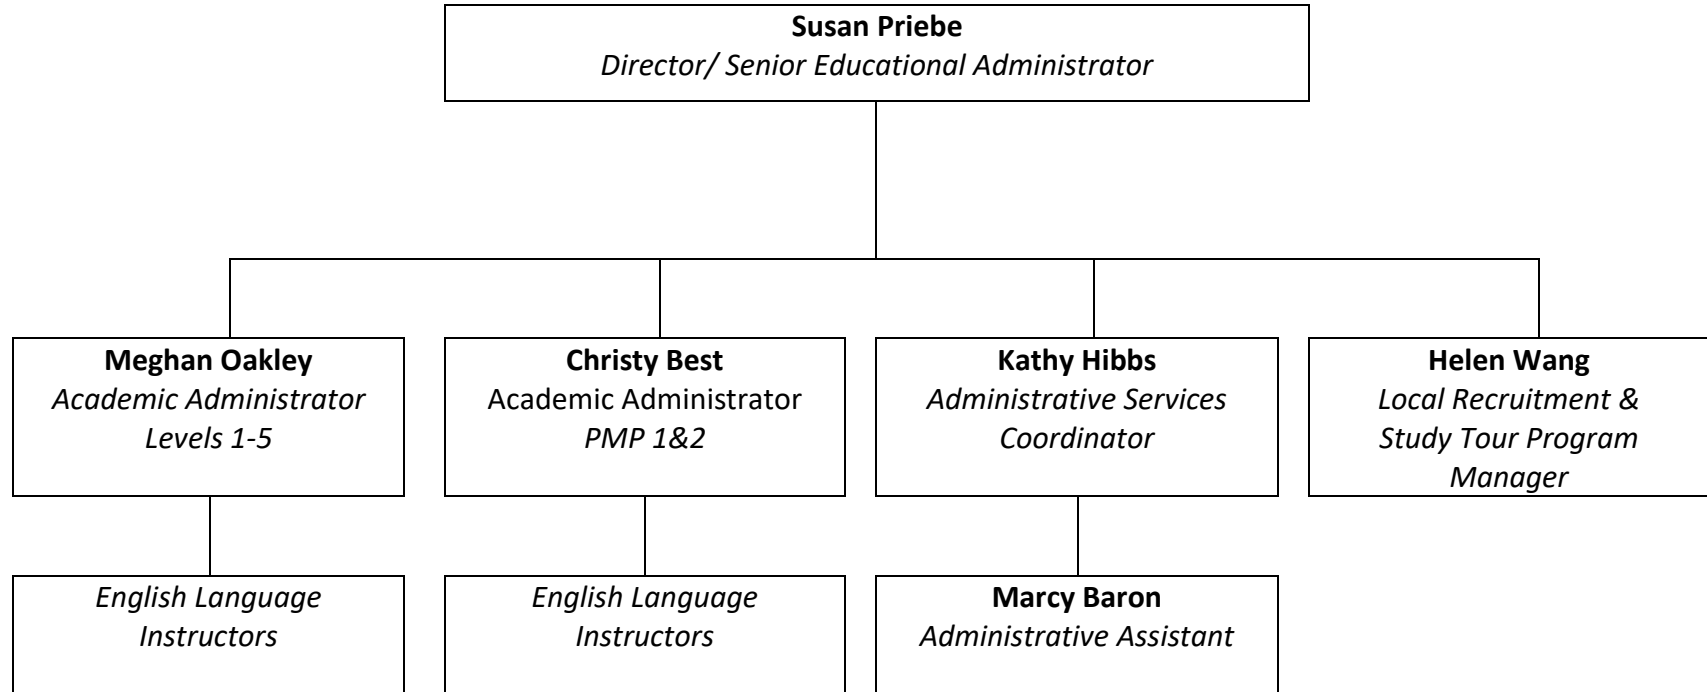 Susan Priebe
Director/ Senior Educational Administrator
Meghan Oakley
Academic Administrator
Levels 1-5
Christy Best
Academic Administrator
PMP 1&2
Kathy Hibbs
Administrative Services
Coordinator
Helen Wang
Local Recruitment &
Study Tour Program
Manager
English Language
Instructors
English Language
Instructors
Marcy Baron
Administrative Assistant